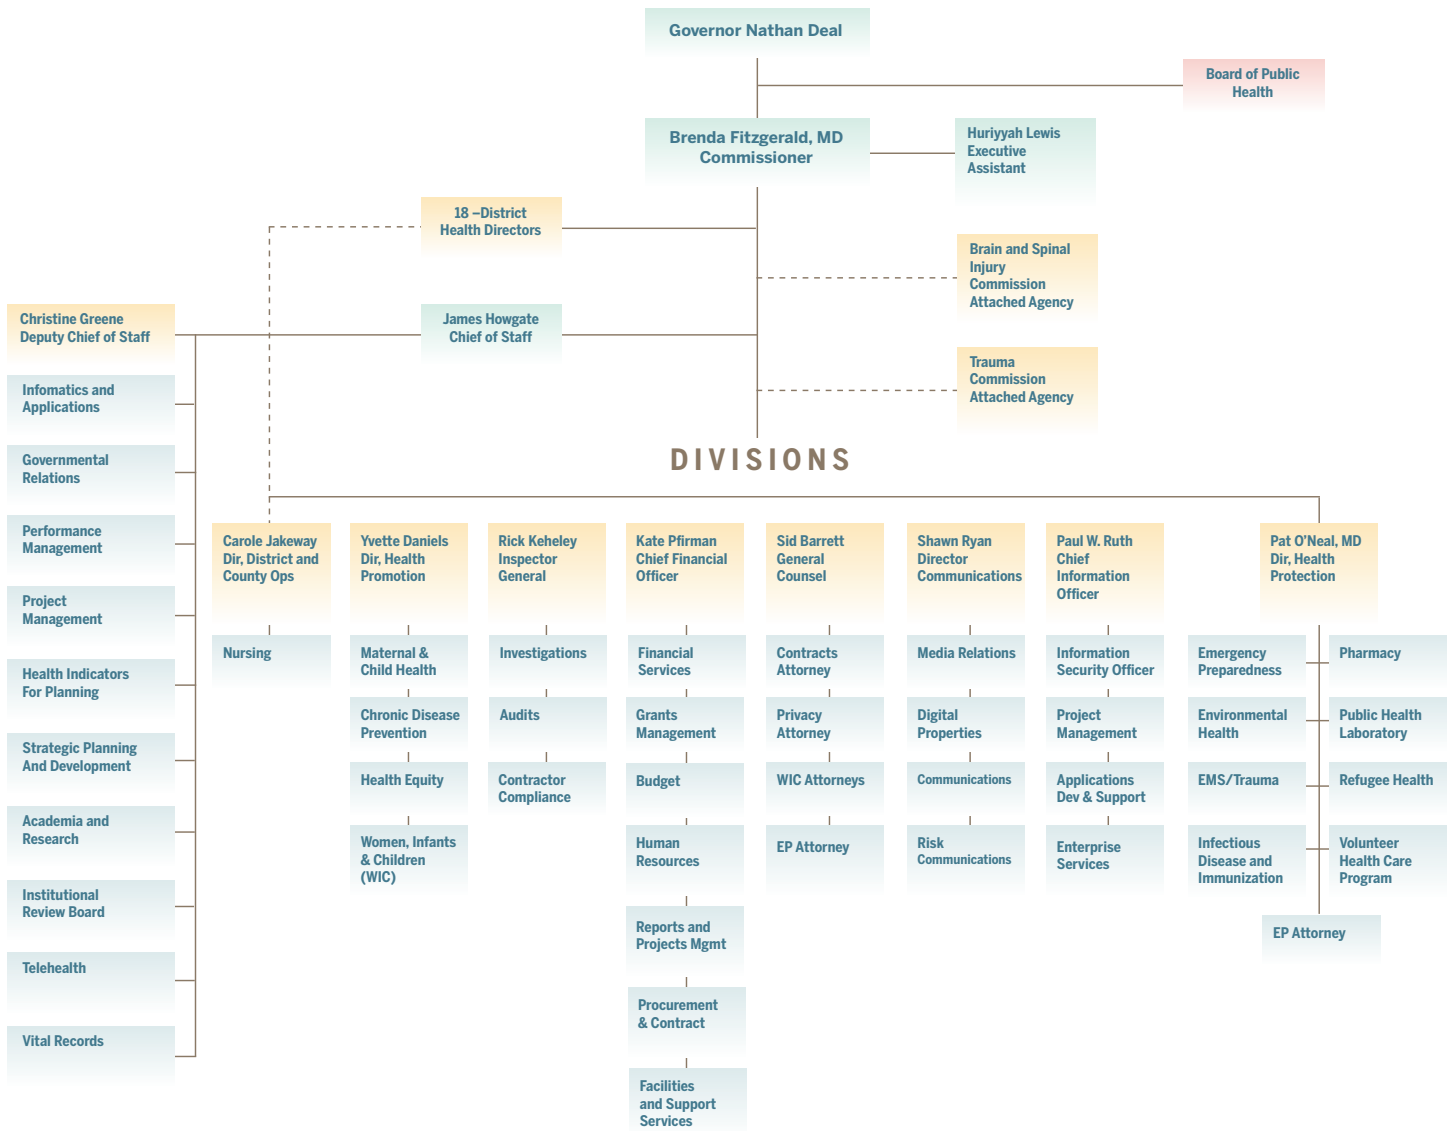 Governor Nathan Deal
Board of Public
Health
Brenda Fitzgerald, MD
Commissioner
Huriyyah Lewis
Executive
Assistant
18 –District
Health Directors
Brain and Spinal
Injury
Commission
Attached Agency
Christine Greene
Deputy Chief of Staff
James Howgate
Chief of Staff
Trauma
Commission
Attached Agency
Infomatics and
Applications
Governmental
Relations
Performance
Management
Project
Management
Health Indicators
For Planning
Strategic Planning
And Development
Academia and
Research
Institutional
Review Board
Telehealth
Vital Records
DIVISIONS
Carole Jakeway
Dir, District and
County Ops
Nursing
Yvette Daniels
Dir, Health
Promotion
Maternal &
Child Health
Chronic Disease
Prevention
Health Equity
Women, Infants
& Children
(WIC)
Rick Keheley
Inspector
General
Investigations
Audits
Contractor
Compliance
Kate Pfirman
Chief Financial
Officer
Financial
Services
Grants
Management
Budget
Human
Resources
Reports and
Projects Mgmt
Procurement
& Contract
Facilities
and Support
Services
Sid Barrett
General
Counsel
Contracts
Attorney
Privacy
Attorney
WIC Attorneys
EP Attorney
Shawn Ryan
Director
Communications
Media Relations
Digital
Properties
Communications
Risk
Communications
Paul W. Ruth
Chief
Information
Officer
Information
Security Officer
Project
Management
Applications
Dev & Support
Enterprise
Services
Pat O'Neal, MD
Dir, Health
Protection
Emergency
Preparedness
Environmental
Health
EMS/Trauma
Infectious
Disease and
Immunization
Pharmacy
Public Health
Laboratory
Refugee Health
Volunteer
Health Care
Program
EP Attorney